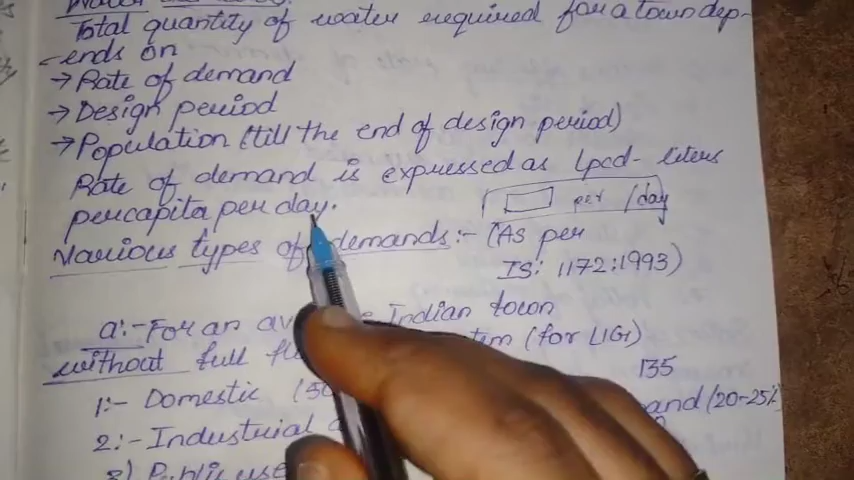 Total quantity of water required for a town dep-
-ends on
→ Rate of demand
→ Design period
→ Population (till the end of design period)
Rate of demand is expressed as lpcd - liters
percapita per day. per /day
Various types of demands:- (As per
IS: 1172:1993)
a:- For an Indian town
without full (for LIG)
135
1:- Domestic (20-25%
2:- Industrial
3) Public use